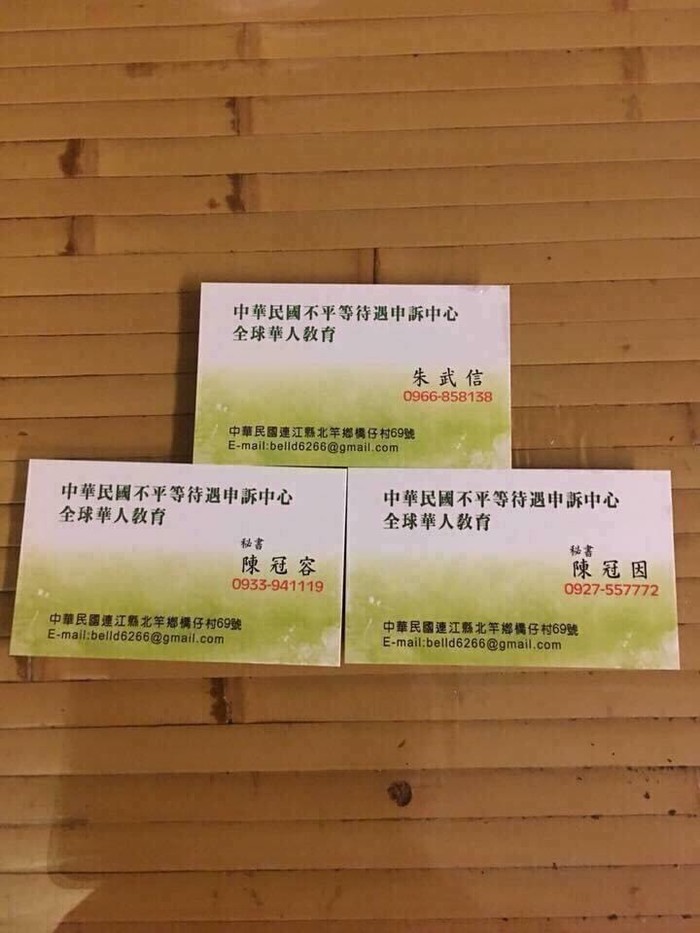 中華民國不平等待遇申訴中心
全球華人教育
朱武信
0966-858138
中華民國連江縣北竿鄉橋仔村69號
E-mail:belld6266@gmail.com
中華民國不平等待遇申訴中心
全球華人教育
秘書
陳冠容
0933-941119
中華民國連江縣北竿鄉橋仔村69號
E-mail:belld6266@gmail.com
中華民國不平等待遇申訴中心
全球華人教育
秘書
陳冠因
0927-557772
中華民國連江縣北竿鄉橋仔村69號
E-mail:belld6266@gmail.com